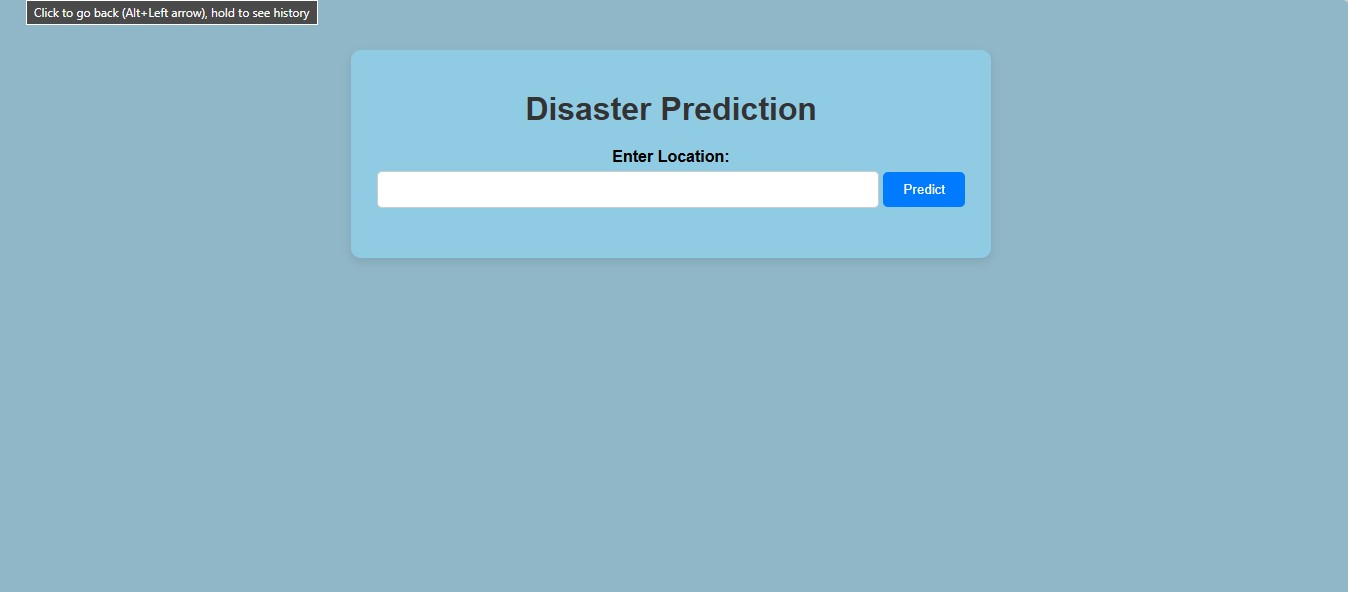 Click to go back (Alt+Left arrow), hold to see history
Disaster Prediction
Enter Location:
Predict